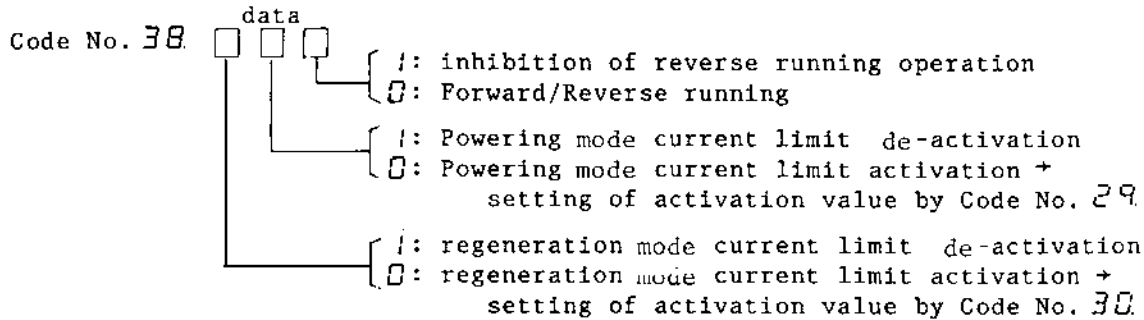 data
Code No. 38.
1: inhibition of reverse running operation
0: Forward/Reverse running
1: Powering mode current limit de-activation
0: Powering mode current limit activation →
setting of activation value by Code No. 29.
1: regeneration mode current limit de-activation
0: regeneration mode current limit activation →
setting of activation value by Code No. 30.